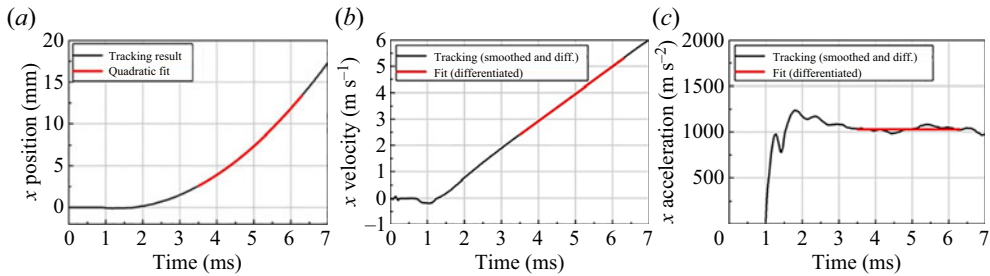 (a)
20
15
10
5
0
x position (mm)
Tracking result
Quadratic fit
0 1 2 3 4 5 6 7
Time (ms)
(b)
6
5
4
3
2
1
0
−1
x velocity (m s−1)
Tracking (smoothed and diff.)
Fit (differentiated)
0 1 2 3 4 5 6 7
Time (ms)
(c)
2000
1500
1000
500
x acceleration (m s−2)
Tracking (smoothed and diff.)
Fit (differentiated)
0 1 2 3 4 5 6 7
Time (ms)